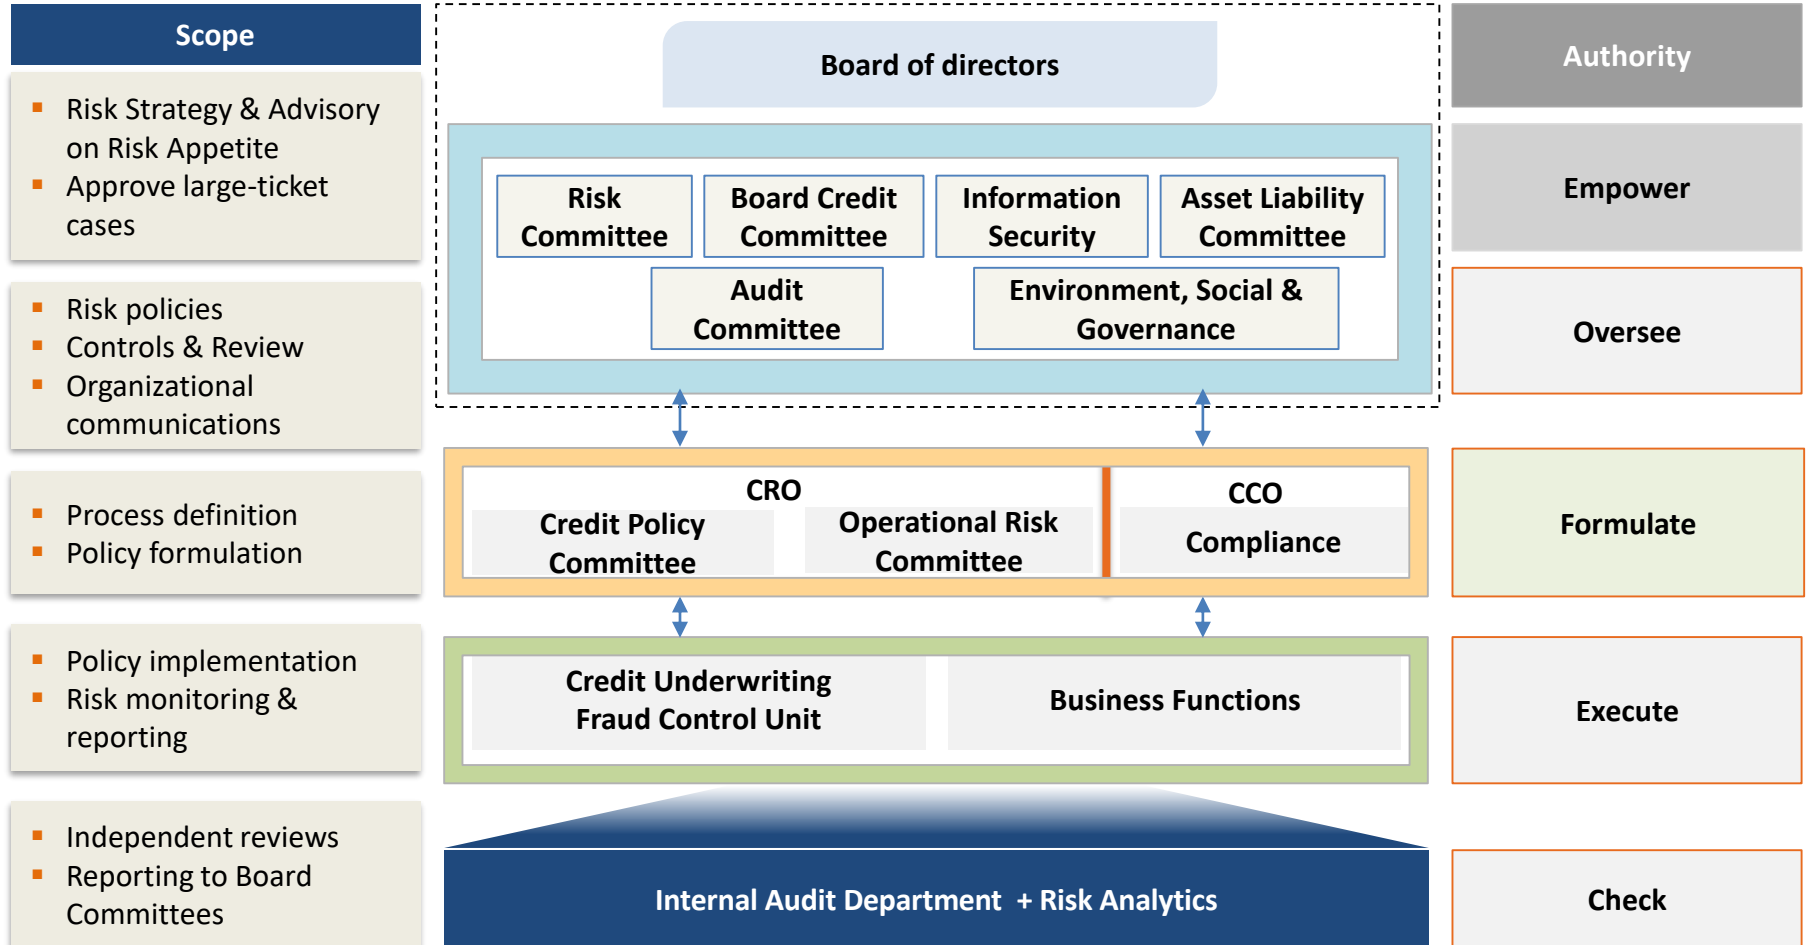 Scope
Risk Strategy & Advisory
on Risk Appetite
Approve large-ticket
cases
Risk policies
Controls & Review
Organizational
communications
Process definition
Policy formulation
Policy implementation
Risk monitoring &
reporting
Independent reviews
Reporting to Board
Committees
Board of directors
Risk
Committee
Board Credit
Committee
Information
Security
Asset Liability
Committee
Audit
Committee
Environment, Social &
Governance
CRO
Credit Policy
Committee
Operational Risk
Committee
CCO
Compliance
Credit Underwriting
Fraud Control Unit
Business Functions
Internal Audit Department + Risk Analytics
Authority
Empower
Oversee
Formulate
Execute
Check